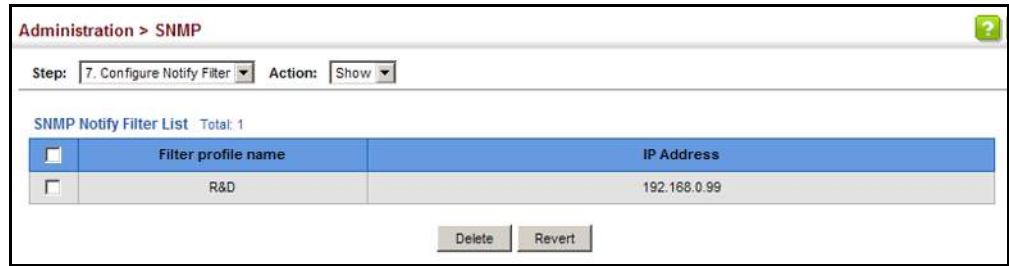 Administration > SNMP
?
Step: 7. Configure Notify Filter Action: Show
SNMP Notify Filter List Total: 1
Filter profile name IP Address
R&D 192.168.0.99
Delete Revert